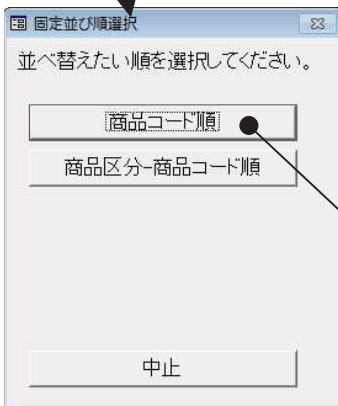 固定並び順選択
並べ替えたい順を選択してください。
商品コード順
商品区分-商品コード順
中止